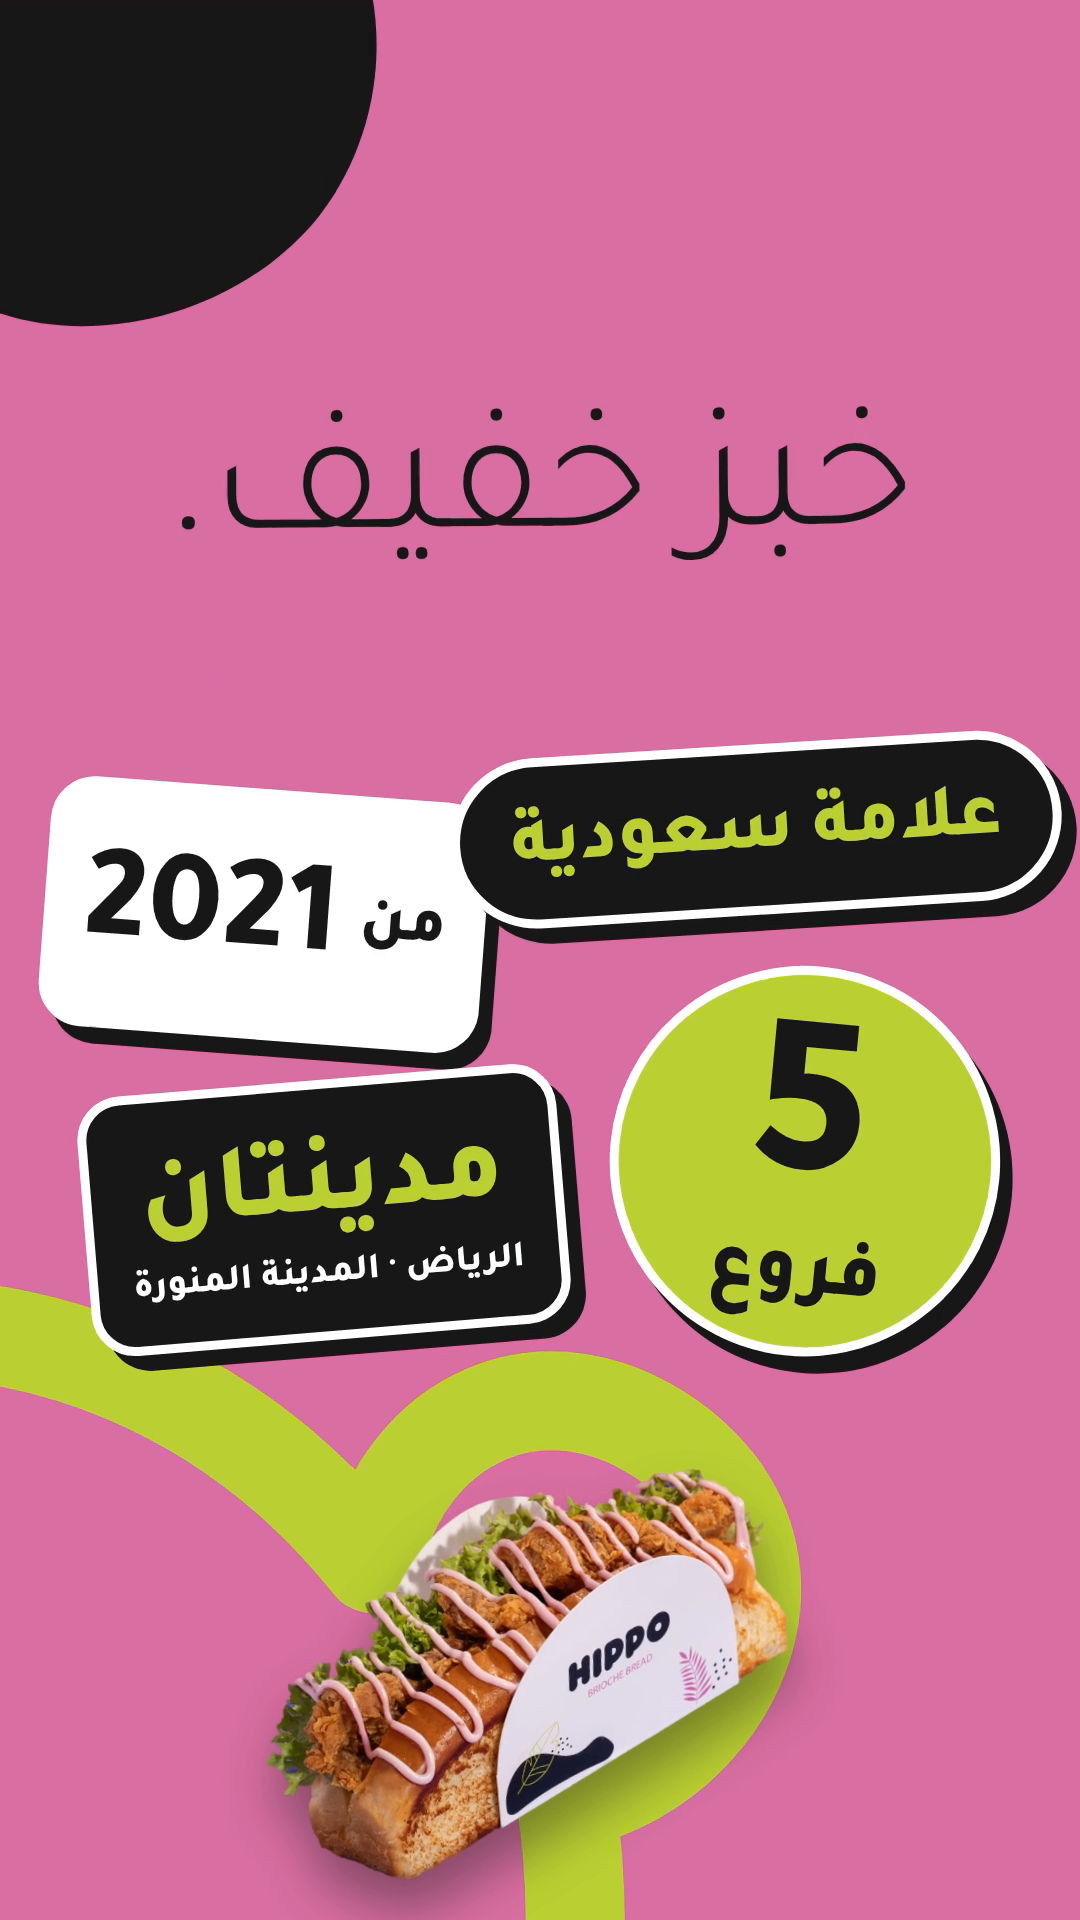 خبز خفيف.
علامة سعودية
من 2021
5
فروع
مدينتان
الرياض · المدينة المنورة
HIPPO
BRIOCHE BREAD